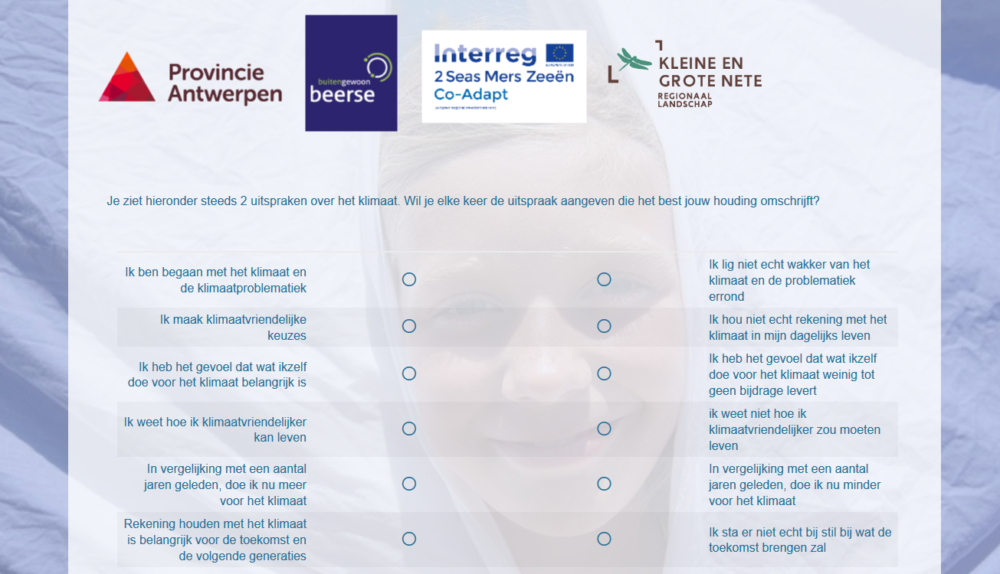 Provincie
Antwerpen
buitengewoon
beerse
Interreg
2 Seas Mers Zeeën
Co-Adapt
KLEINE EN
GROTE NETE
REGIONAAL
LANDSCHAP
Je ziet hieronder steeds 2 uitspraken over het klimaat. Wil je elke keer de uitspraak aangeven die het best jouw houding omschrijft?
Ik ben begaan met het klimaat en
de klimaatproblematiek
Ik lig niet echt wakker van het
klimaat en de problematiek
errond
Ik maak klimaatvriendelijke
keuzes
Ik hou niet echt rekening met het
klimaat in mijn dagelijks leven
Ik heb het gevoel dat wat ikzelf
doe voor het klimaat belangrijk is
Ik heb het gevoel dat wat ikzelf
doe voor het klimaat weinig tot
geen bijdrage levert
Ik weet hoe ik klimaatvriendelijker
kan leven
ik weet niet hoe ik
klimaatvriendelijker zou moeten
leven
In vergelijking met een aantal
jaren geleden, doe ik nu meer
voor het klimaat
In vergelijking met een aantal
jaren geleden, doe ik nu minder
voor het klimaat
Rekening houden met het klimaat
is belangrijk voor de toekomst en
de volgende generaties
Ik sta er niet echt bij stil bij wat de
toekomst brengen zal